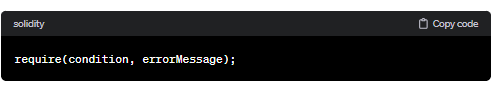 solidity
Copy code
require(condition, errorMessage);